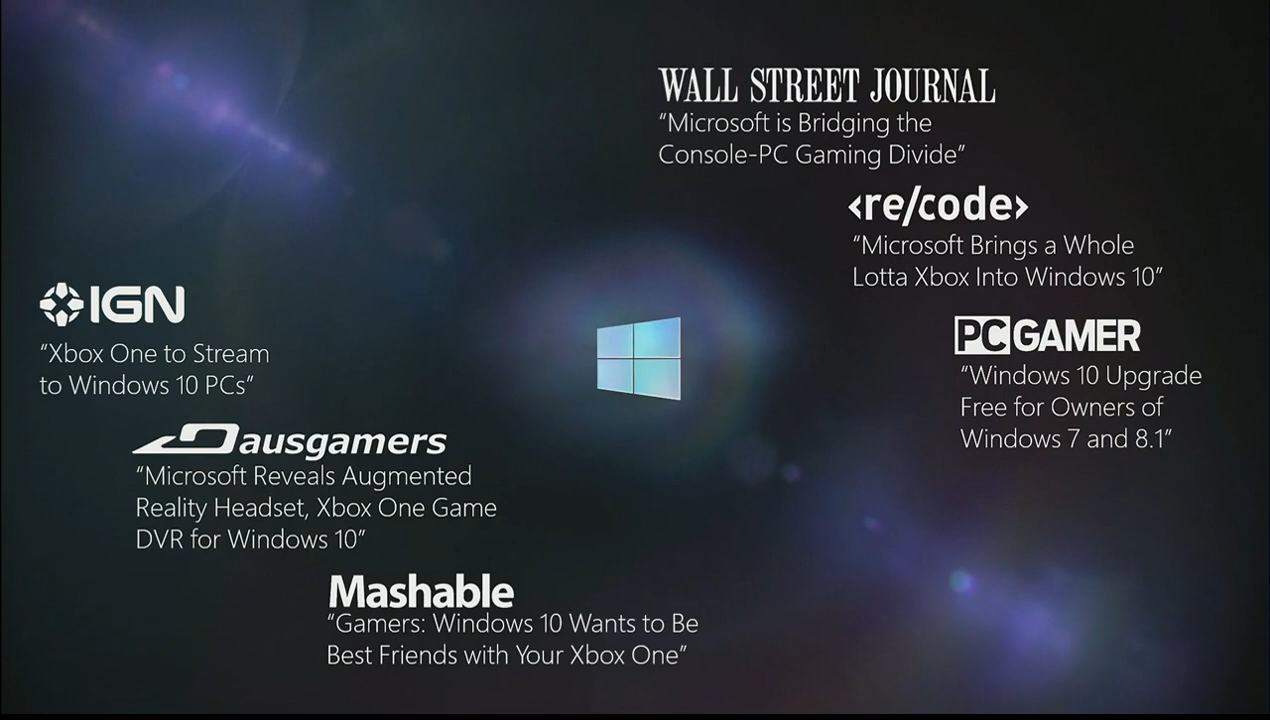 WALL STREET JOURNAL
“Microsoft is Bridging the
Console-PC Gaming Divide”
<re/code>
“Microsoft Brings a Whole
Lotta Xbox Into Windows 10”
IGN
“Xbox One to Stream
to Windows 10 PCs”
PC GAMER
“Windows 10 Upgrade
Free for Owners of
Windows 7 and 8.1”
ausgamers
“Microsoft Reveals Augmented
Reality Headset, Xbox One Game
DVR for Windows 10”
Mashable
“Gamers: Windows 10 Wants to Be
Best Friends with Your Xbox One”